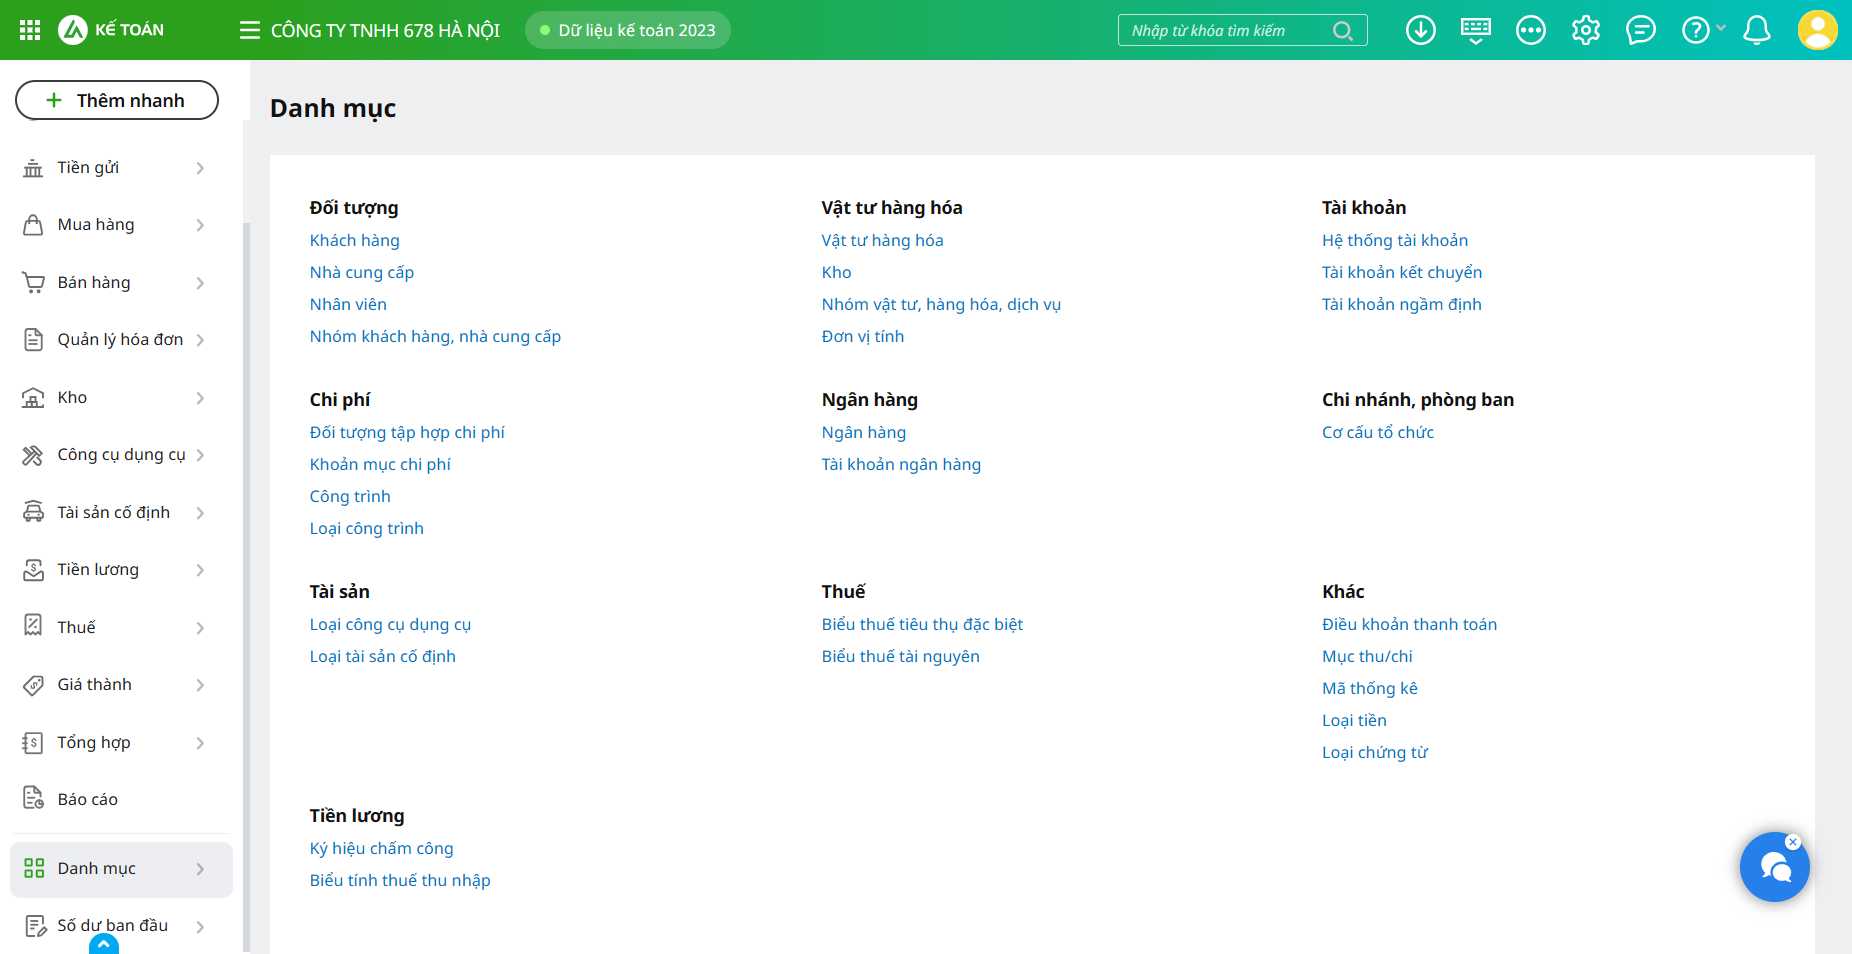 KẾ TOÁN
CÔNG TY TNHH 678 HÀ NỘI
Dữ liệu kế toán 2023
Nhập từ khóa tìm kiếm
Thêm nhanh
Tiền gửi
Mua hàng
Bán hàng
Quản lý hóa đơn
Kho
Công cụ dụng cụ
Tài sản cố định
Tiền lương
Thuế
Giá thành
Tổng hợp
Báo cáo
Danh mục
Số dư ban đầu
Danh mục
Đối tượng
Khách hàng
Nhà cung cấp
Nhân viên
Nhóm khách hàng, nhà cung cấp
Vật tư hàng hóa
Vật tư hàng hóa
Kho
Nhóm vật tư, hàng hóa, dịch vụ
Đơn vị tính
Tài khoản
Hệ thống tài khoản
Tài khoản kết chuyển
Tài khoản ngầm định
Chi phí
Đối tượng tập hợp chi phí
Khoản mục chi phí
Công trình
Loại công trình
Ngân hàng
Ngân hàng
Tài khoản ngân hàng
Chi nhánh, phòng ban
Cơ cấu tổ chức
Tài sản
Loại công cụ dụng cụ
Loại tài sản cố định
Thuế
Biểu thuế tiêu thụ đặc biệt
Biểu thuế tài nguyên
Khác
Điều khoản thanh toán
Mục thu/chi
Mã thống kê
Loại tiền
Loại chứng từ
Tiền lương
Ký hiệu chấm công
Biểu tính thuế thu nhập